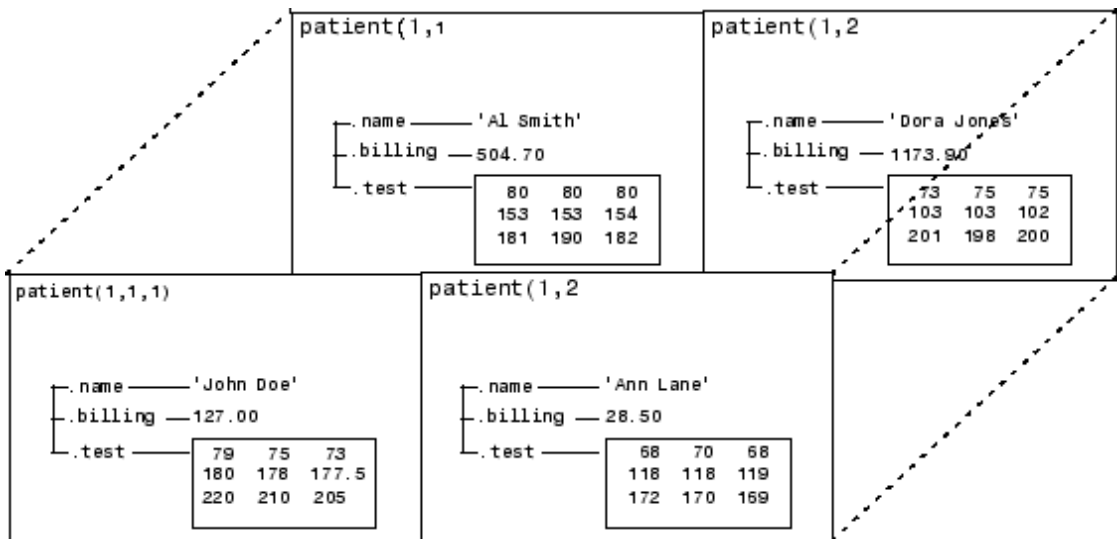 patient(1,1
.name 'Al Smith'
.billing 504.70
.test
80 80 80
153 153 154
181 190 182
patient(1,2
.name 'Dora Jones'
.billing 1173.90
.test
73 75 75
103 103 102
201 198 200
patient(1,1,1)
.name 'John Doe'
.billing 127.00
.test
79 75 73
180 178 177.5
220 210 205
patient(1,2
.name 'Ann Lane'
.billing 28.50
.test
68 70 68
118 118 119
172 170 169